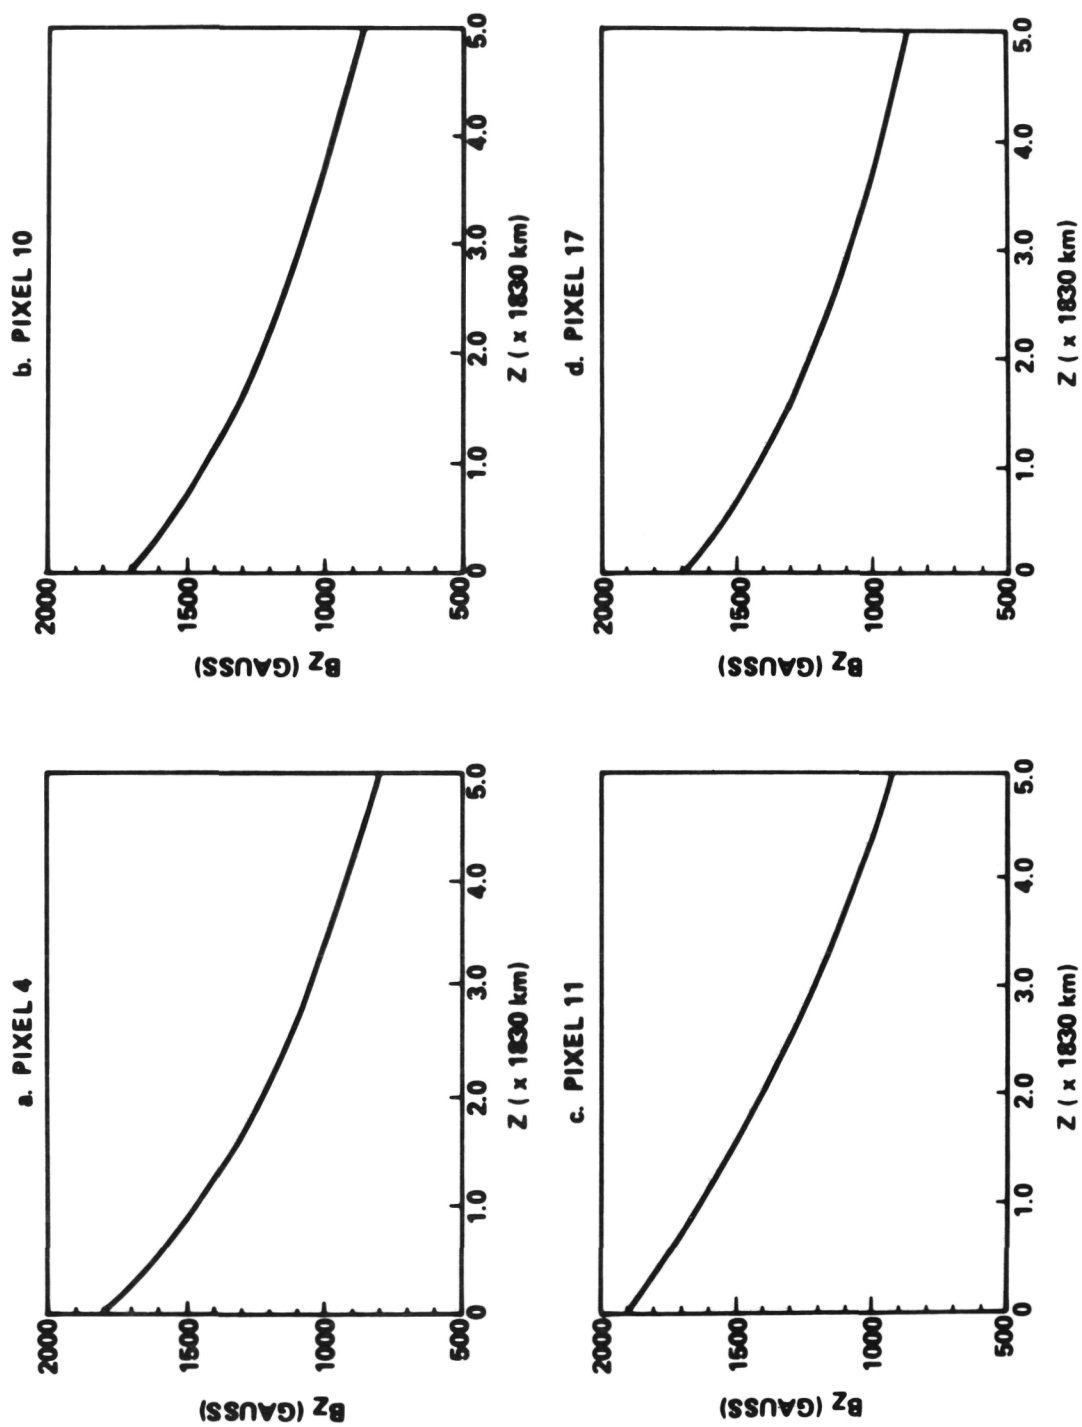 a. PIXEL 4
2000
1500
1000
500
BZ (GAUSS)
0 1.0 2.0 3.0 4.0 5.0
Z ( x 1830 km)
b. PIXEL 10
2000
1500
1000
500
BZ (GAUSS)
0 1.0 2.0 3.0 4.0 5.0
Z ( x 1830 km)
c. PIXEL 11
2000
1500
1000
500
BZ (GAUSS)
0 1.0 2.0 3.0 4.0 5.0
Z ( x 1830 km)
d. PIXEL 17
2000
1500
1000
500
BZ (GAUSS)
0 1.0 2.0 3.0 4.0 5.0
Z ( x 1830 km)